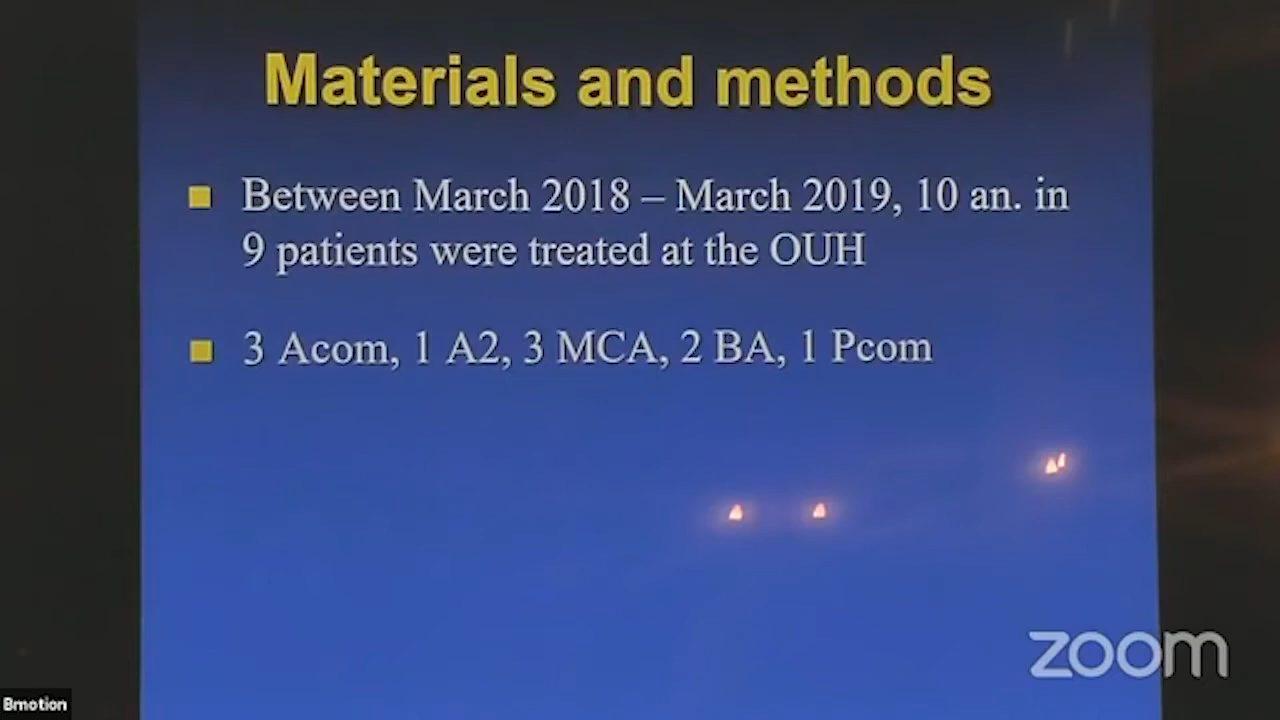 Materials and methods
Between March 2018 – March 2019, 10 an. in
9 patients were treated at the OUH
3 Acom, 1 A2, 3 MCA, 2 BA, 1 Pcom
zoom
Bmotion